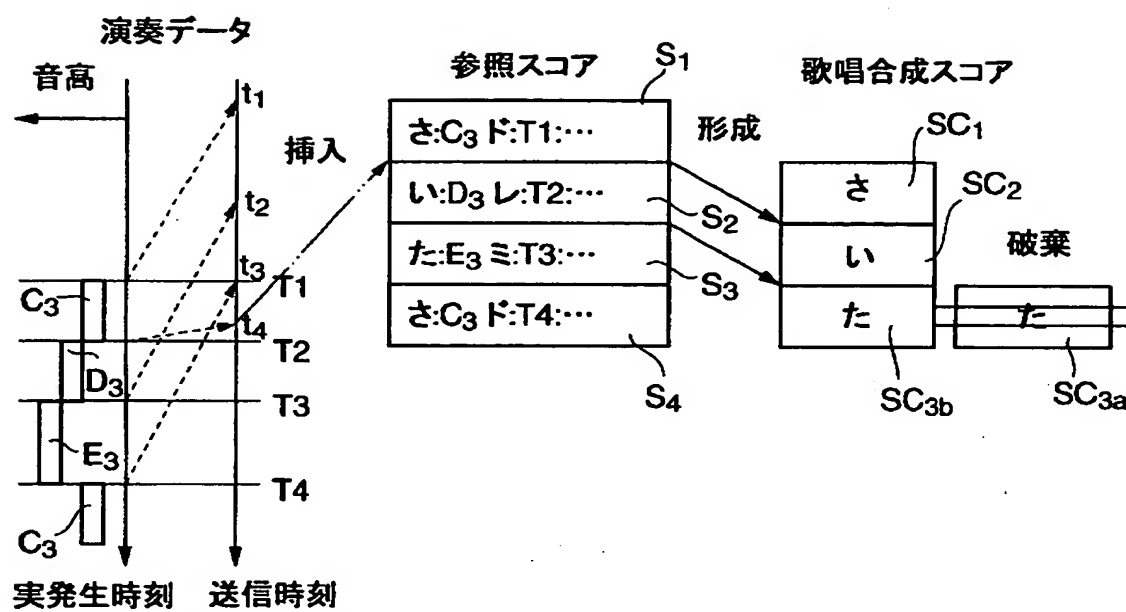 演奏データ
音高
t1
t2
t3
t4
C3
D3
E3
C3
T1
T2
T3
T4
実発生時刻
送信時刻
挿入
参照スコア
S1
さ:C3 ド:T1:…
い:D3 レ:T2:…
た:E3 ミ:T3:…
さ:C3 ド:T4:…
S2
S3
S4
形成
歌唱合成スコア
SC1
さ
SC2
い
た
SC3b
破棄
た
SC3a